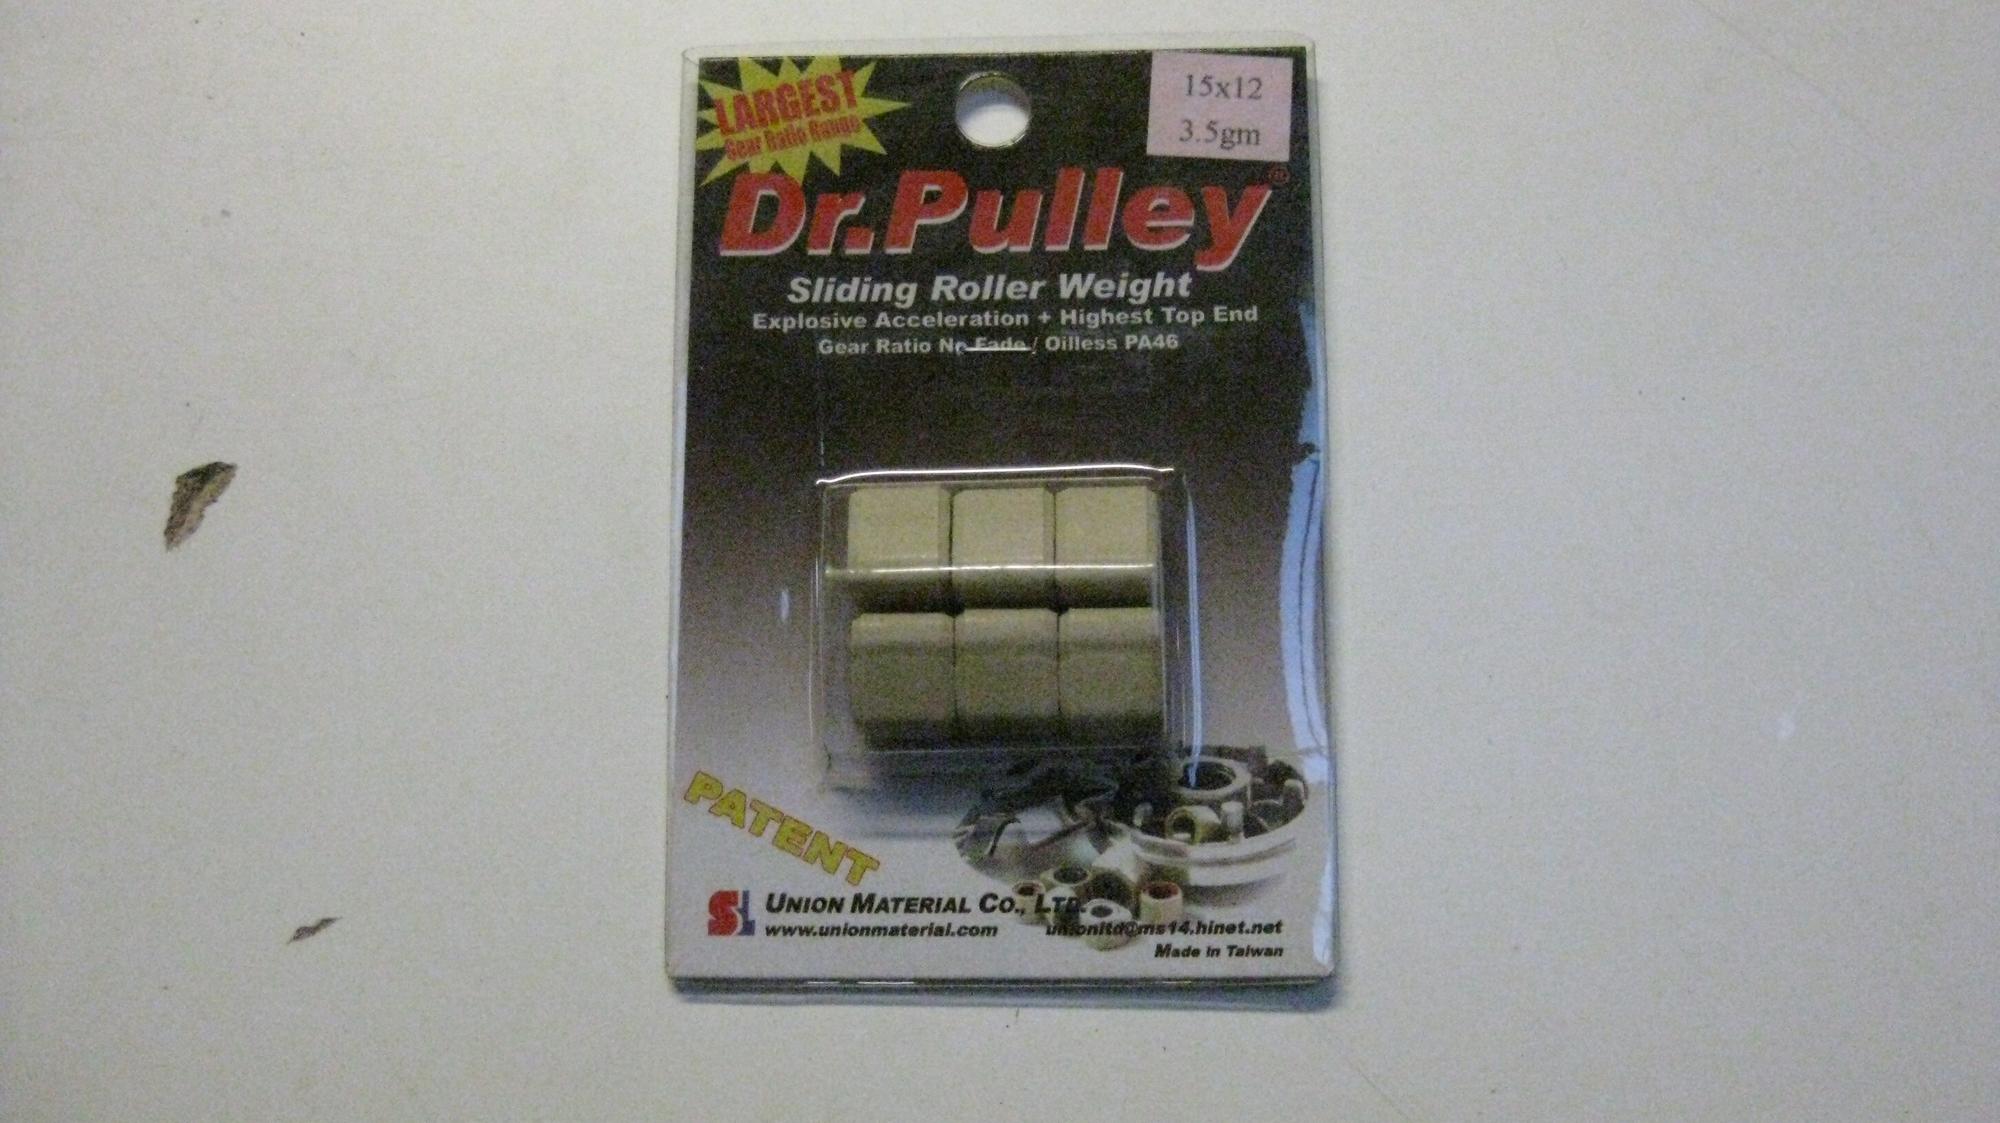 LARGEST
Gear Ratio Range
15x12
3.5gm
Dr.Pulley®
Sliding Roller Weight
Explosive Acceleration + Highest Top End
Gear Ratio No Fade / Oilless PA46
PATENT
UNION MATERIAL CO., LTD.
www.unionmaterial.com unionltd@ms14.hinet.net
Made in Taiwan